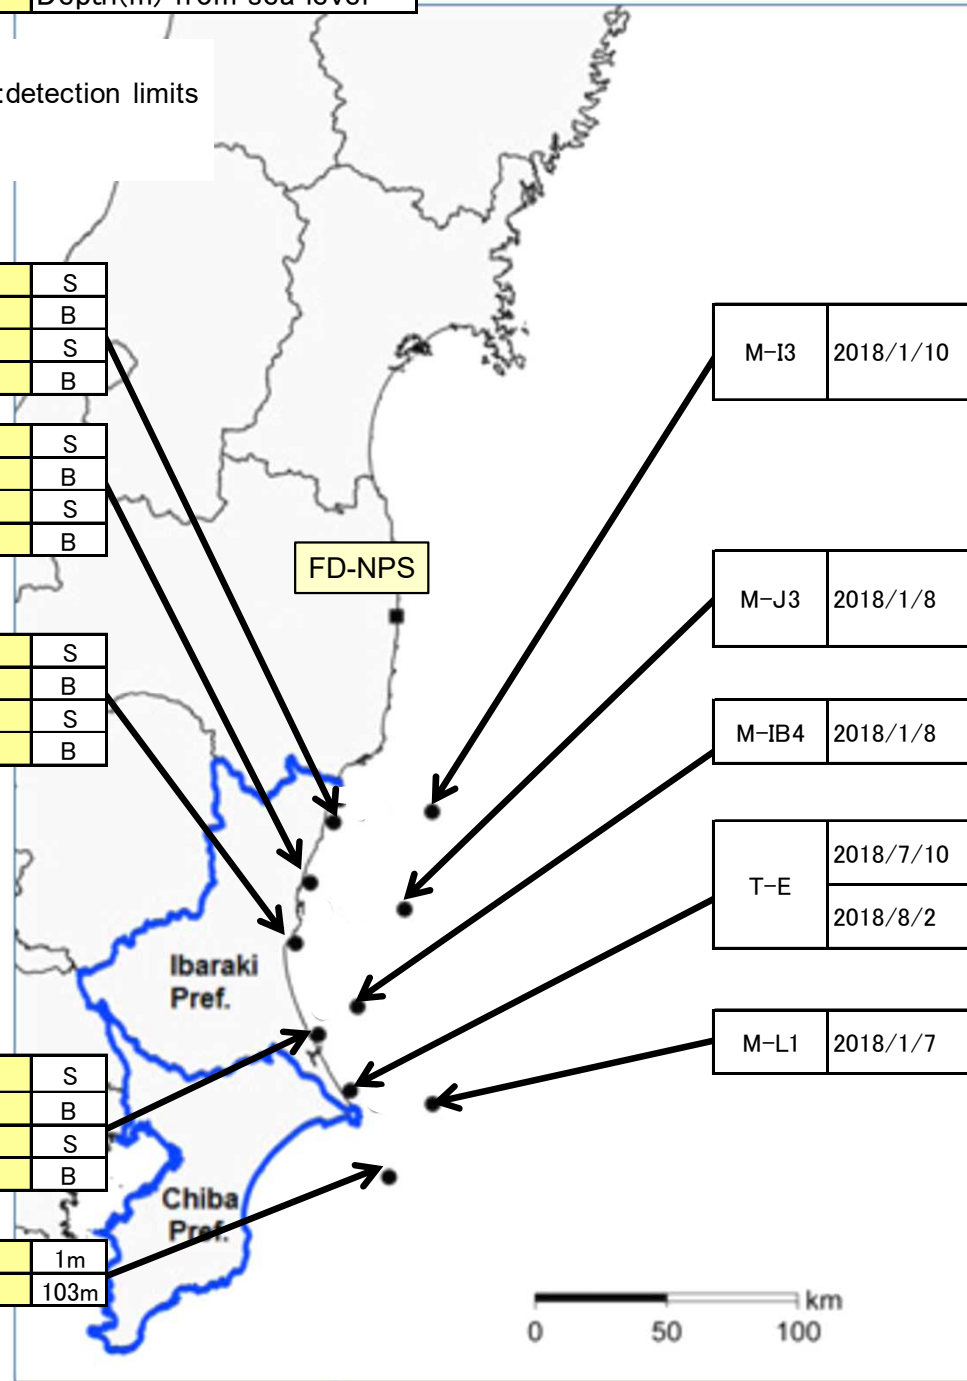 Depth(m) from sea level
:detection limits
S
B
S
B
S
B
S
B
M-I3 2018/1/10
FD-NPS
M-J3 2018/1/8
S
B
S
B
M-IB4 2018/1/8
T-E
2018/7/10
2018/8/2
Ibaraki
Pref.
M-L1 2018/1/7
S
B
S
B
Chiba
Pref.
1m
103m
km
0 50 100